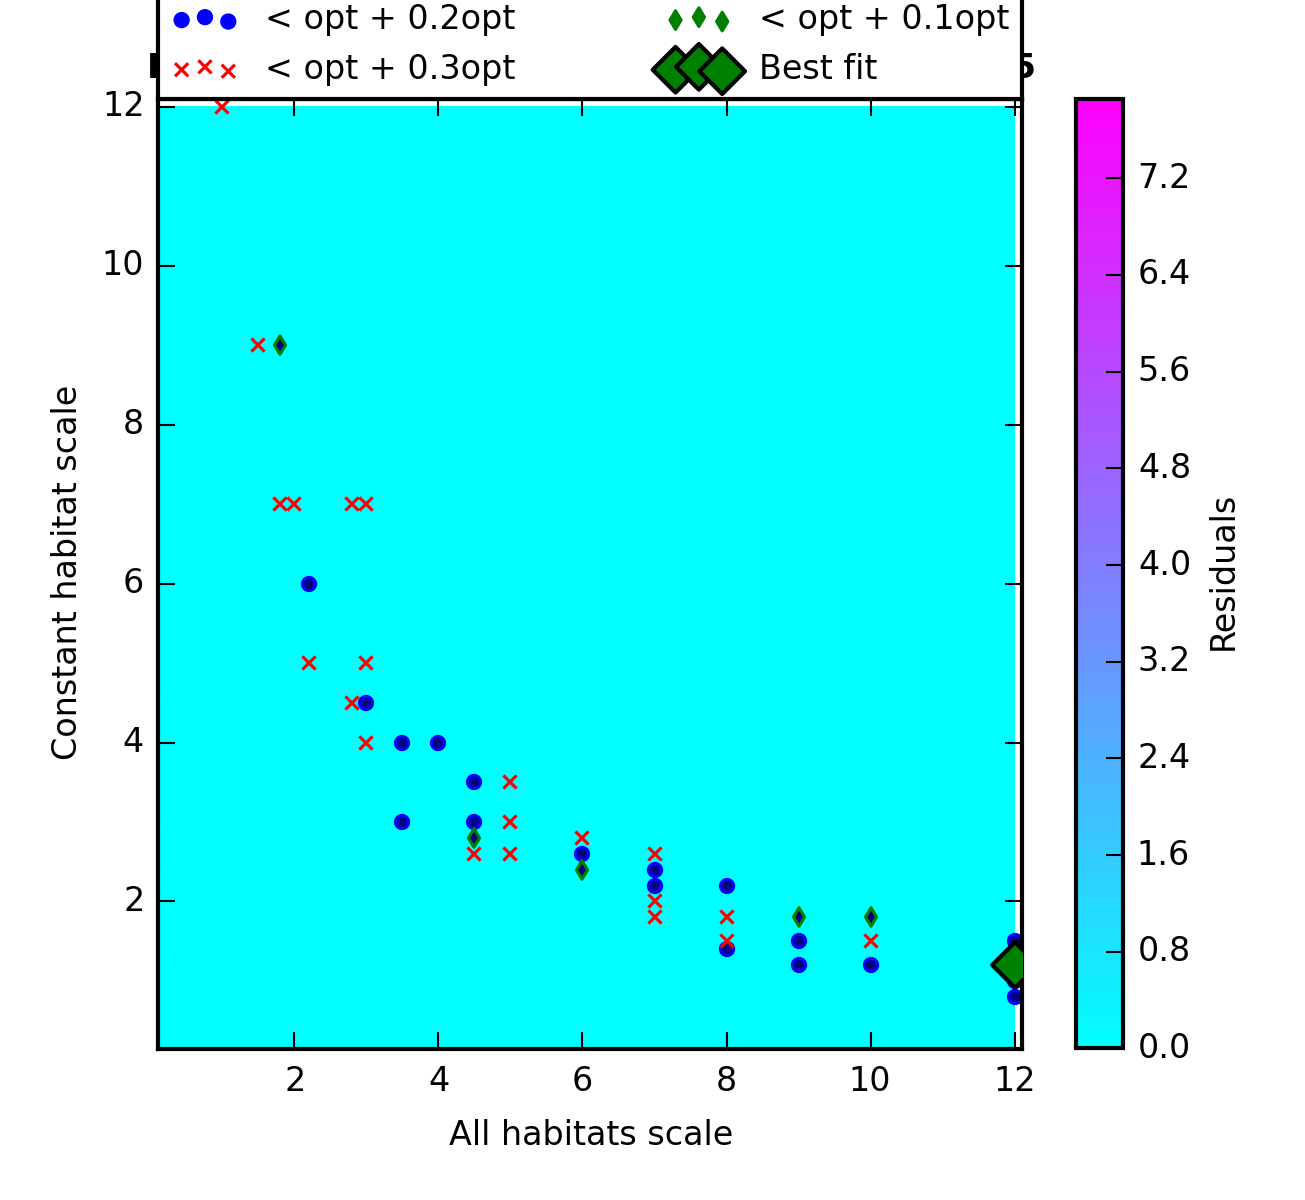 < opt + 0.2opt
< opt + 0.1opt
< opt + 0.3opt
Best fit
5
12
10
8
6
4
2
Constant habitat scale
2 4 6 8 10 12
All habitats scale
7.2
6.4
5.6
4.8
4.0
3.2
2.4
1.6
0.8
0.0
Residuals